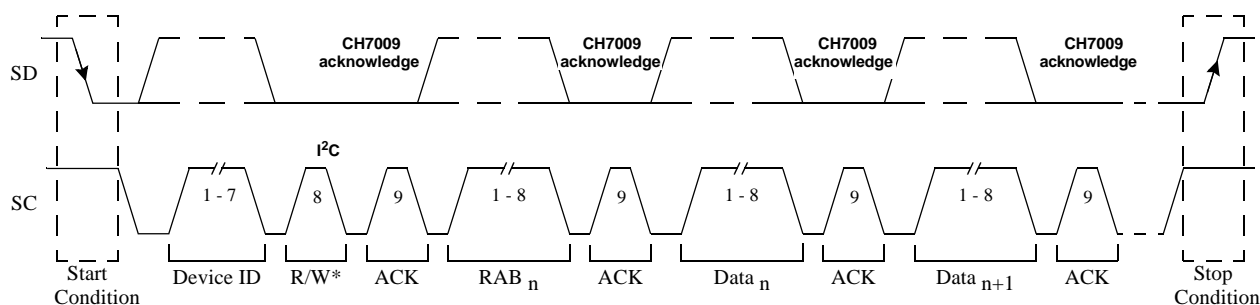 CH7009 acknowledge
CH7009 acknowledge
CH7009 acknowledge
CH7009 acknowledge
SD
I²C
SC
1 - 7
8
9
1 - 8
9
1 - 8
9
1 - 8
9
Start Condition
Device ID
R/W*
ACK
RAB n
ACK
Data n
ACK
Data n+1
ACK
Stop Condition